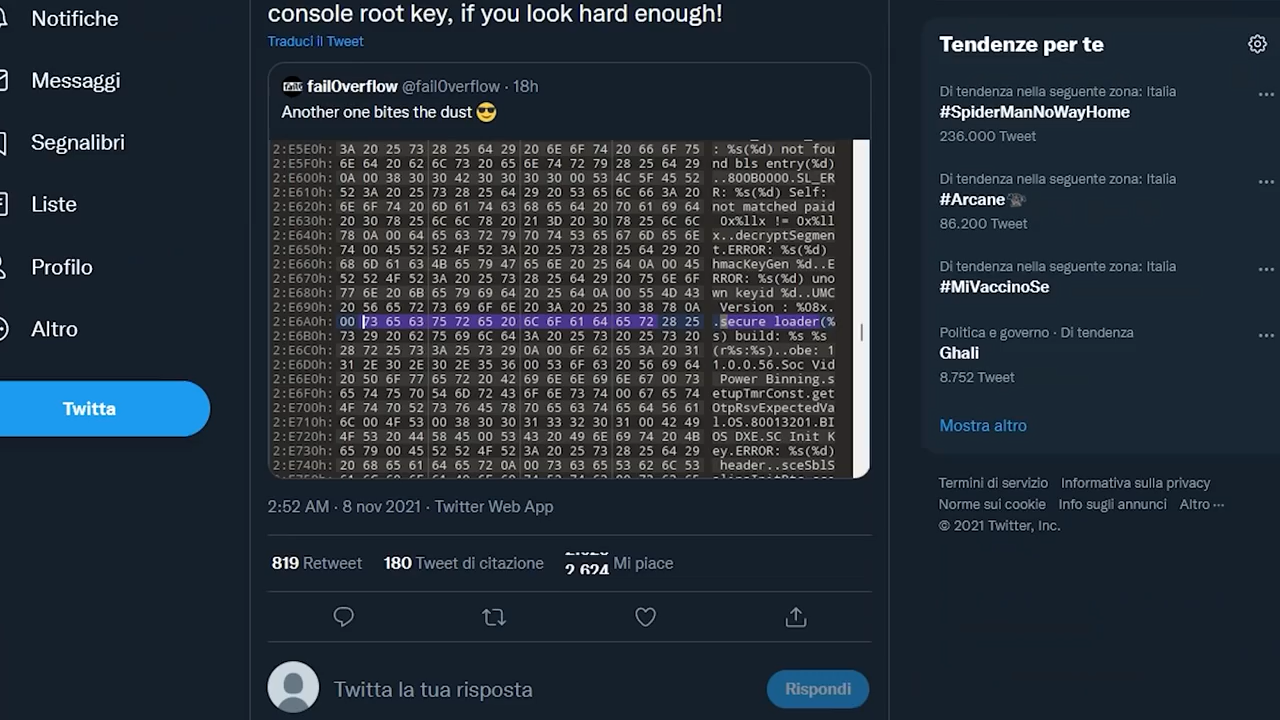 Notifiche
Messaggi
Segnalibri
Liste
Profilo
Altro
Twitta
console root key, if you look hard enough!
Traduci il Tweet
fail0verflow @fail0verflow · 18h
Another one bites the dust 😎
2:E5E0h: 3A 20 25 73 28 25 64 29 20 6E 6F 74 20 66 6F 75 : %s(%d) not fou
2:E5F0h: 6E 64 20 62 6C 73 20 65 6E 74 72 79 28 25 64 29 nd bls entry(%d)
2:E600h: 0A 00 38 30 30 42 30 30 30 30 00 53 4C 5F 45 52 ..800B0000.SL_ER
2:E610h: 52 3A 20 25 73 28 25 64 29 20 53 65 6C 66 3A 20 R: %s(%d) Self:
2:E620h: 6E 6F 74 20 6D 61 74 63 68 65 64 20 70 61 69 64 not matched paid
2:E630h: 20 30 78 25 6C 6C 78 20 21 3D 20 30 78 25 6C 6C 0x%llx != 0x%ll
2:E640h: 78 0A 00 64 65 63 72 79 70 74 53 65 67 6D 65 6E x..decryptSegmen
2:E650h: 74 00 45 52 52 4F 52 3A 20 25 73 28 25 64 29 20 t.ERROR: %s(%d)
2:E660h: 68 6D 61 63 4B 65 79 47 65 6E 20 25 64 0A 00 45 hmacKeyGen %d..E
2:E670h: 52 52 4F 52 3A 20 25 73 28 25 64 29 20 75 6E 6F RROR: %s(%d) uno
2:E680h: 77 6E 20 6B 65 79 69 64 20 25 64 0A 00 55 4D 43 wn keyid %d..UMC
2:E690h: 20 56 65 72 73 69 6F 6E 20 3A 20 25 30 38 78 0A Version : %08x.
2:E6A0h: 00 73 65 63 75 72 65 20 6C 6F 61 64 65 72 28 25 .secure loader(%
2:E6B0h: 73 29 20 62 75 69 6C 64 3A 20 25 73 20 25 73 20 s) build: %s %s
2:E6C0h: 28 72 25 73 3A 25 73 29 0A 00 6F 62 65 3A 20 31 (r%s:%s)..obe: 1
2:E6D0h: 31 2E 30 2E 30 2E 35 36 00 53 6F 63 20 56 69 64 1.0.0.56.Soc Vid
2:E6E0h: 20 50 6F 77 65 72 20 42 69 6E 6E 69 6E 67 00 73 Power Binning.s
2:E6F0h: 65 74 75 70 54 6D 72 43 6F 6E 73 74 00 67 65 74 etupTmrConst.get
2:E700h: 4F 74 70 52 73 76 45 78 70 65 63 74 65 64 56 61 OtpRsvExpectedVa
2:E710h: 6C 00 4F 53 00 38 30 30 31 33 32 30 31 00 42 49 l.OS.80013201.BI
2:E720h: 4F 53 20 44 58 45 00 53 43 20 49 6E 69 74 20 4B OS DXE.SC Init K
2:E730h: 65 79 00 45 52 52 4F 52 3A 20 25 73 28 25 64 29 ey.ERROR: %s(%d)
2:E740h: 20 68 65 61 64 65 72 0A 00 73 63 65 53 62 6C 53 header..sceSblS
2:52 AM · 8 nov 2021 · Twitter Web App
819 Retweet 180 Tweet di citazione 2.624 Mi piace
Twitta la tua risposta
Rispondi
Tendenze per te
Di tendenza nella seguente zona: Italia
#SpiderManNoWayHome
236.000 Tweet
Di tendenza nella seguente zona: Italia
#Arcane
86.200 Tweet
Di tendenza nella seguente zona: Italia
#MiVaccinoSe
Politica e governo · Di tendenza
Ghali
8.752 Tweet
Mostra altro
Termini di servizio Informativa sulla privacy
Norme sui cookie Info sugli annunci Altro ···
© 2021 Twitter, Inc.